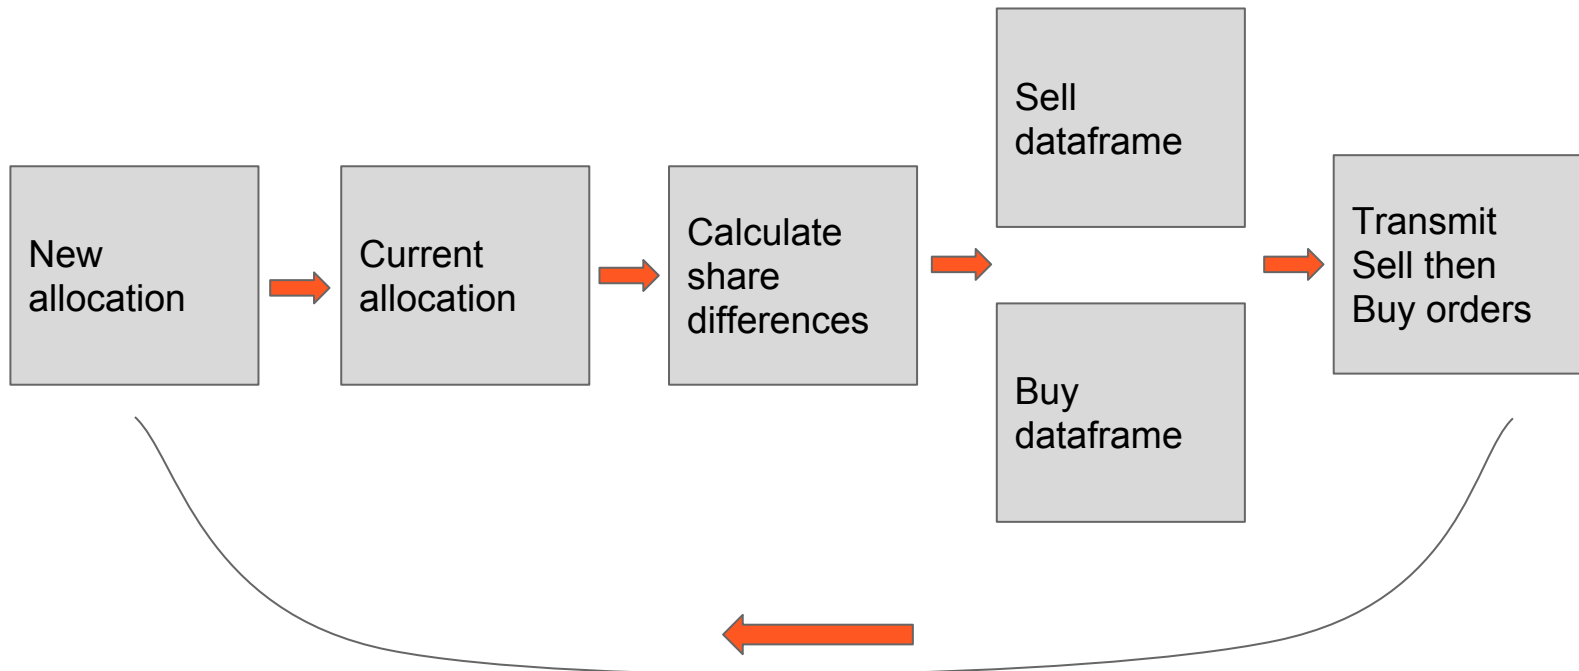 New
allocation
Current
allocation
Calculate
share
differences
Sell
dataframe
Buy
dataframe
Transmit
Sell then
Buy orders